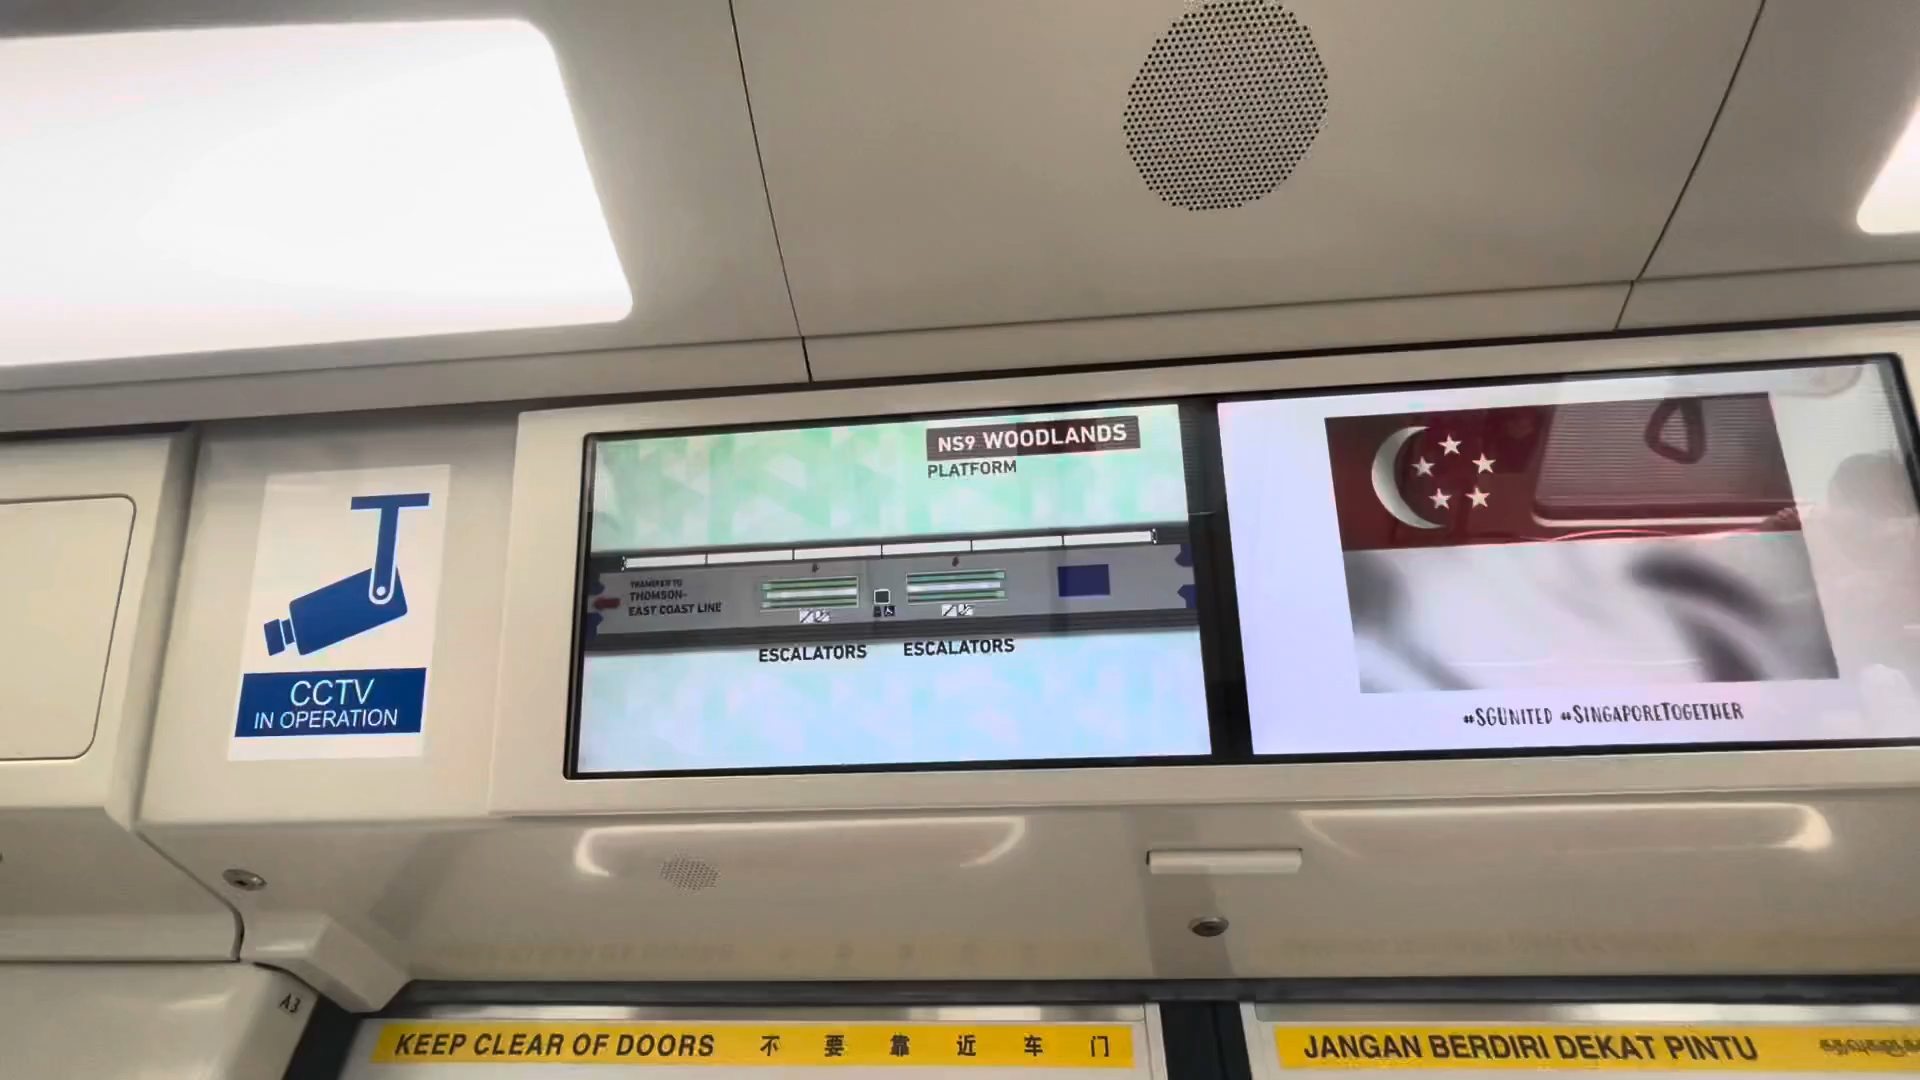 NS9 WOODLANDS
PLATFORM
TRANSFER TO
THOMSON-
EAST COAST LINE
ESCALATORS
ESCALATORS
#SGUNITED #SINGAPORETOGETHER
CCTV
IN OPERATION
A3
KEEP CLEAR OF DOORS 不要靠近车门
JANGAN BERDIRI DEKAT PINTU